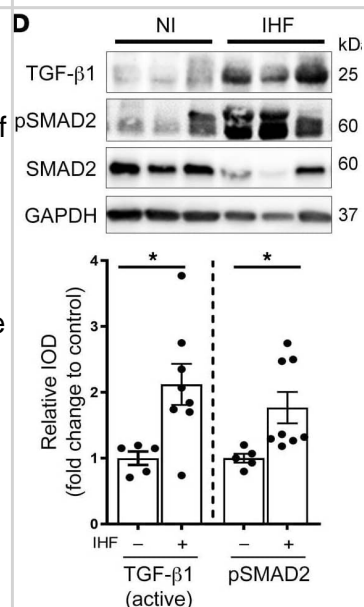 D
NI IHF
kDa
TGF-β1 25
f
pSMAD2 60
SMAD2 60
GAPDH 37
* *
4
3
e
2
1
0
Relative IOD
(fold change to control)
IHF – + – +
TGF-β1 pSMAD2
(active)